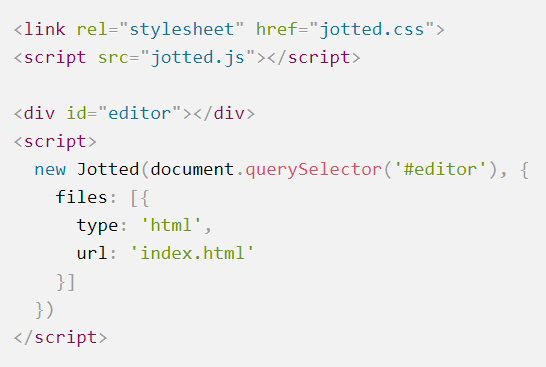 <link rel="stylesheet" href="jotted.css">
<script src="jotted.js"></script>
<div id="editor"></div>
<script>
  new Jotted(document.querySelector('#editor'), {
    files: [{
      type: 'html',
      url: 'index.html'
    }]
  })
</script>